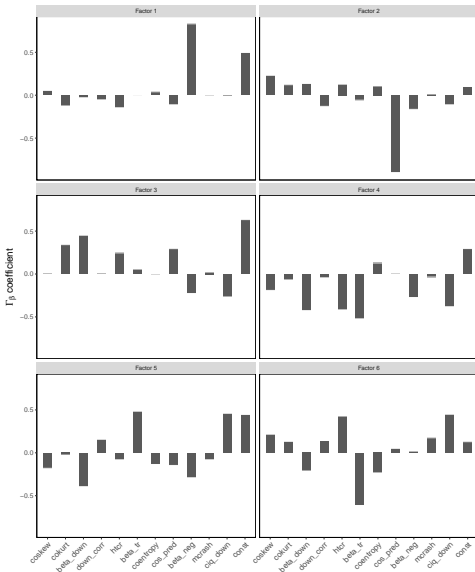 Factor 1
Factor 2
0.5
0.0
−0.5
Factor 3
Factor 4
0.5
0.0
−0.5
Γβ coefficient
Factor 5
Factor 6
0.5
0.0
−0.5
coskew
cokurt
beta_down
down_corr
htcr
beta_tr
coentropy
cos_pred
beta_neg
mcrash
ciq_down
const
coskew
cokurt
beta_down
down_corr
htcr
beta_tr
coentropy
cos_pred
beta_neg
mcrash
ciq_down
const